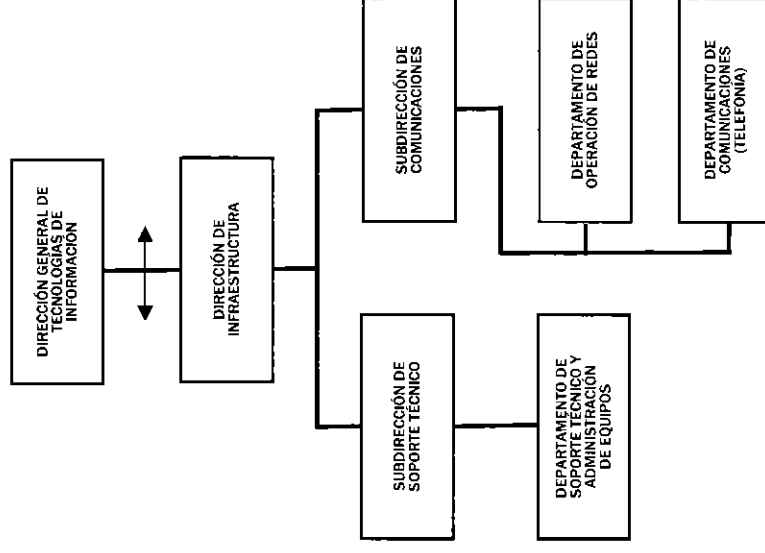 DIRECCIÓN GENERAL DE
TECNOLOGÍAS DE
INFORMACIÓN
DIRECCIÓN DE
INFRAESTRUCTURA
SUBDIRECCIÓN DE
SOPORTE TÉCNICO
SUBDIRECCIÓN DE
COMUNICACIONES
DEPARTAMENTO DE
SOPORTE TÉCNICO Y
ADMINISTRACIÓN
DE EQUIPOS
DEPARTAMENTO DE
OPERACIÓN DE REDES
DEPARTAMENTO DE
COMUNICACIONES
(TELEFONÍA)